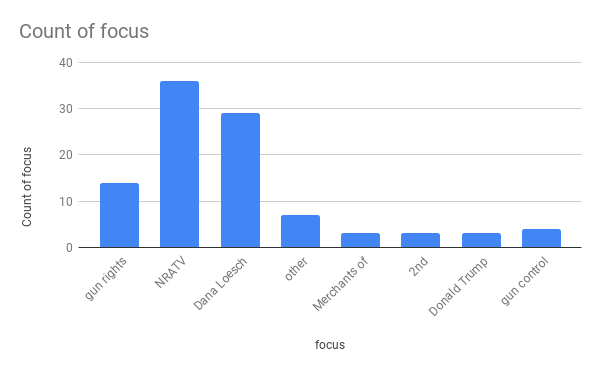 Count of focus
40
30
20
10
0
Count of focus
gun rights
NRATV
Dana Loesch
other
Merchants of
2nd
Donald Trump
gun control
focus